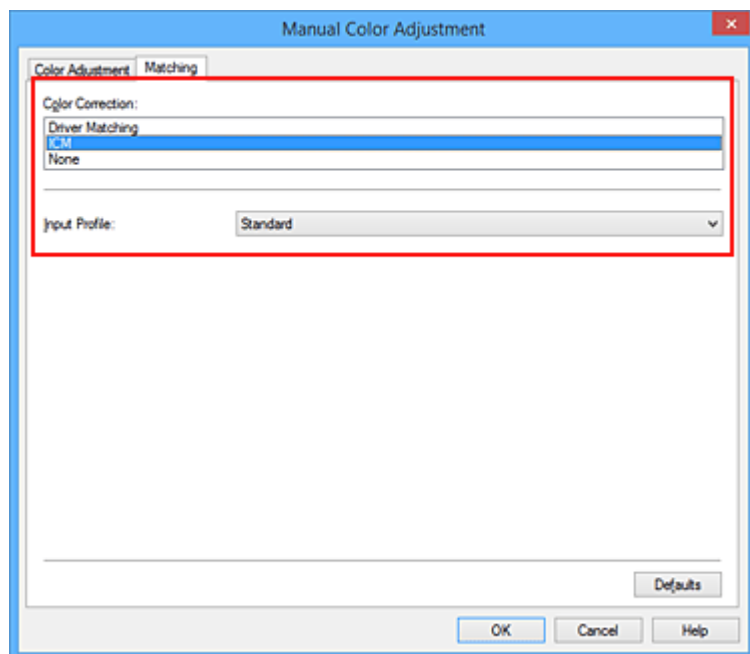 Manual Color Adjustment
Color Adjustment Matching
Color Correction:
Driver Matching
ICM
None
Input Profile: Standard
Defaults
OK Cancel Help